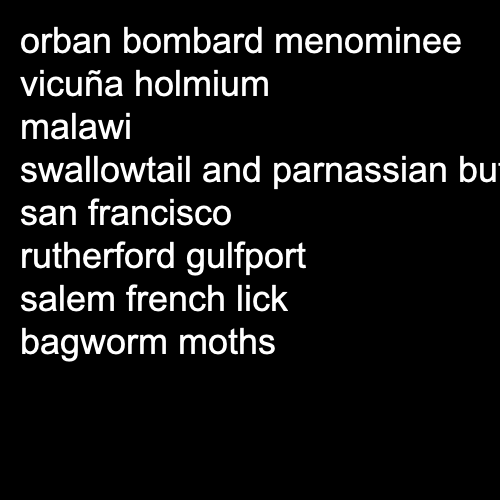 orban bombard menominee
vicuña holmium
malawi
swallowtail and parnassian
san francisco
rutherford gulfport
salem french lick
bagworm moths